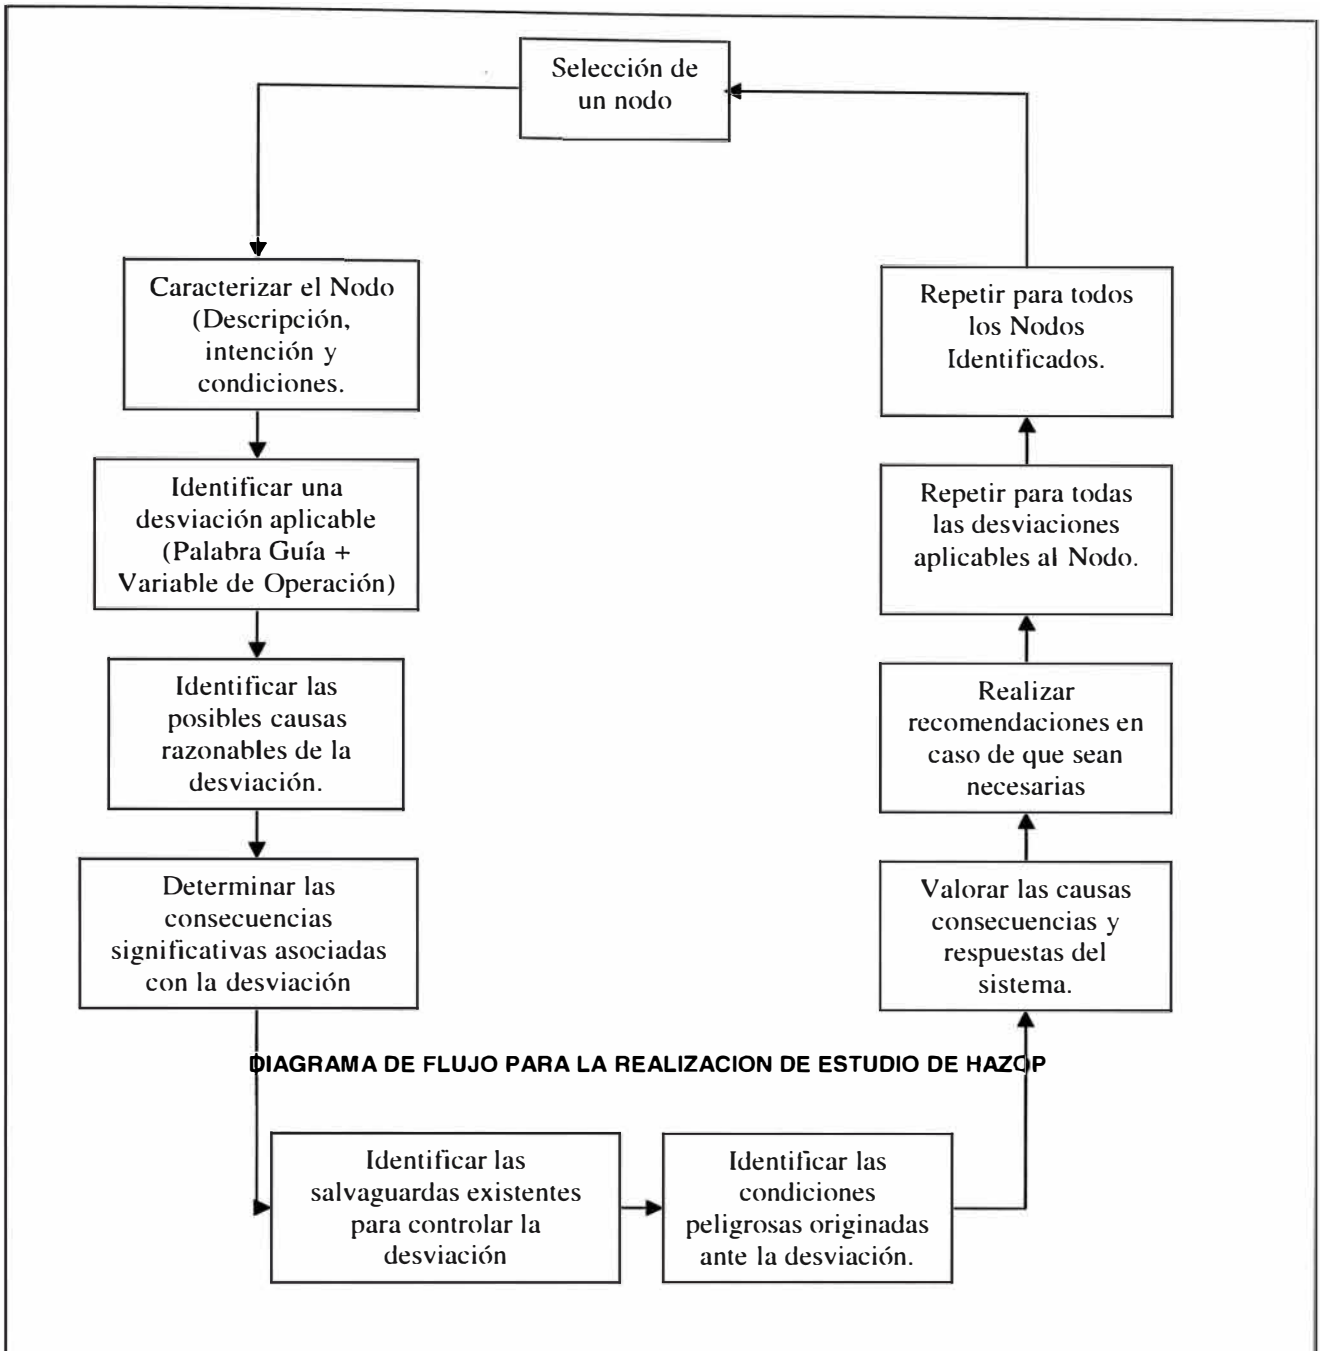 Selección de
un nodo
Caracterizar el Nodo
(Descripción,
intención y
condiciones.
Identificar una
desviación aplicable
(Palabra Guía +
Variable de Operación)
Identificar las
posibles causas
razonables de la
desviación.
Determinar las
consecuencias
significativas asociadas
con la desviación
DIAGRAMA DE FLUJO PARA LA REALIZACION DE ESTUDIO DE HAZOP
Identificar las
salvaguardas existentes
para controlar la
desviación
Identificar las
condiciones
peligrosas originadas
ante la desviación.
Valorar las causas
consecuencias y
respuestas del
sistema.
Realizar
recomendaciones en
caso de que sean
necesarias
Repetir para todas
las desviaciones
aplicables al Nodo.
Repetir para todos
los Nodos
Identificados.